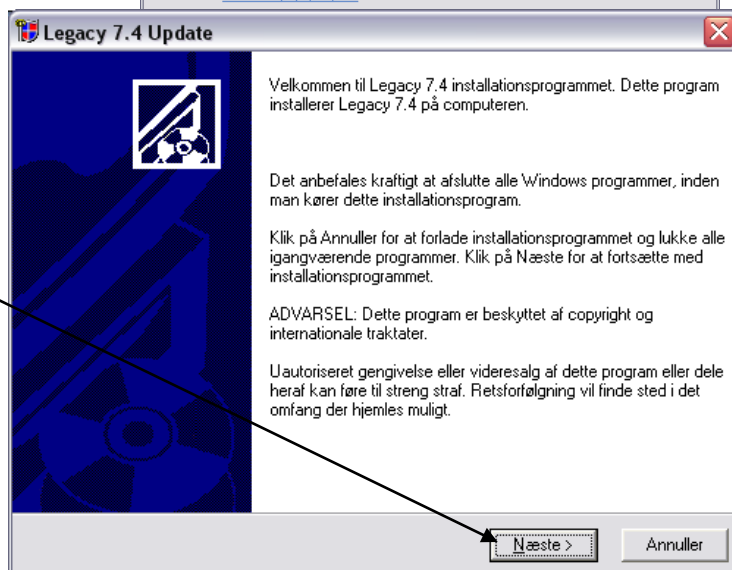 Legacy 7.4 Update
Velkommen til Legacy 7.4 installationsprogrammet. Dette program
installerer Legacy 7.4 på computeren.
Det anbefales kraftigt at afslutte alle Windows programmer, inden
man kører dette installationsprogram.
Klik på Annuller for at forlade installationsprogrammet og lukke alle
igangværende programmer. Klik på Næste for at fortsætte med
installationsprogrammet.
ADVARSEL: Dette program er beskyttet af copyright og
internationale traktater.
Uautoriseret gengivelse eller videresalg af dette program eller dele
heraf kan føre til streng straf. Retsforfølgning vil finde sted i det
omfang der hjemles muligt.
Næste >
Annuller